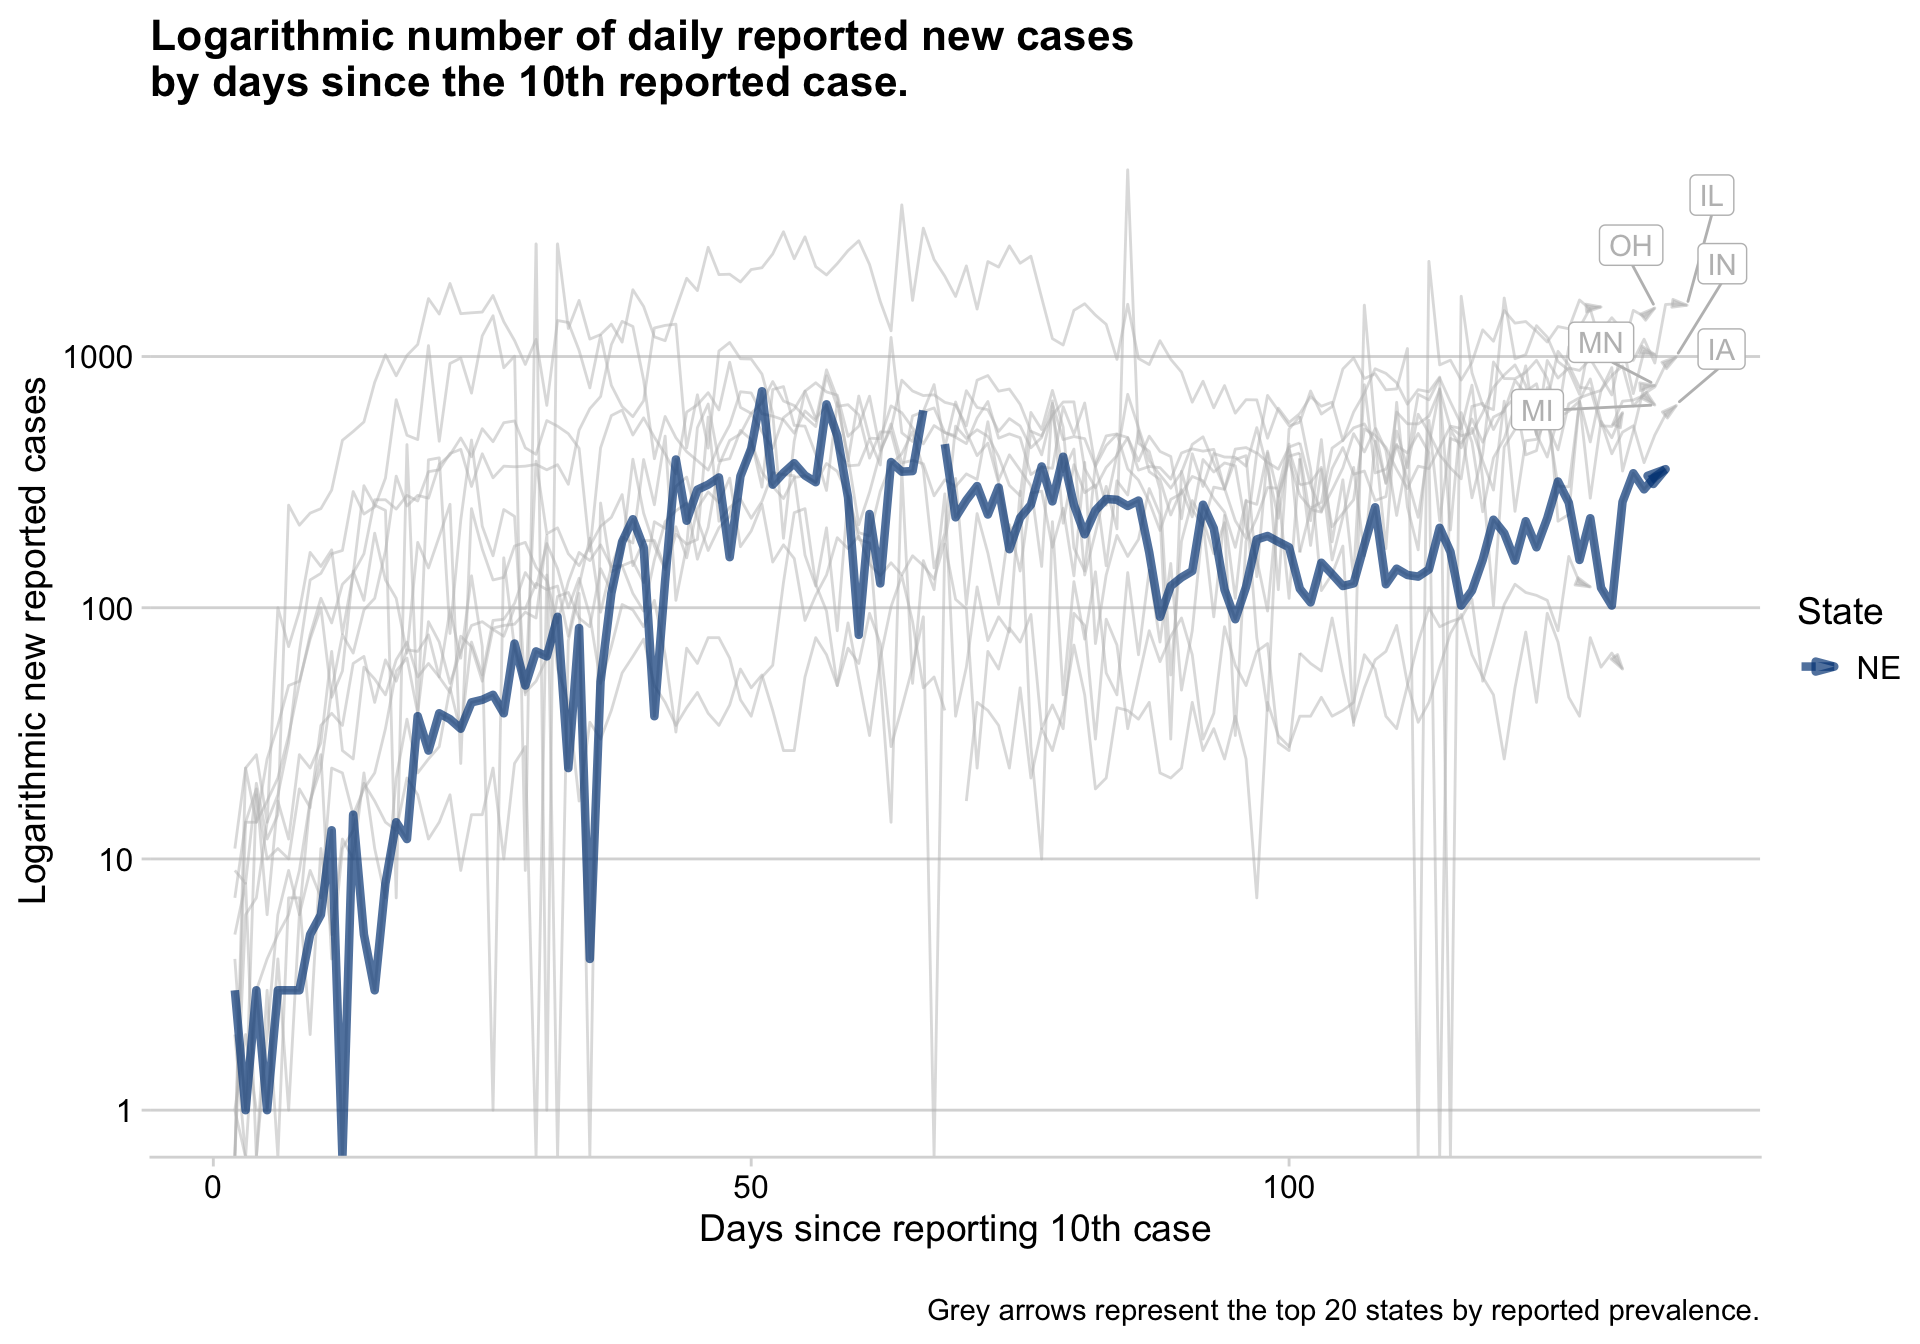 Logarithmic number of daily reported new cases
by days since the 10th reported case.
Logarithmic new reported cases
1000
100
10
1
IL
OH
IN
MN
IA
MI
State
NE
0
50
100
Days since reporting 10th case
Grey arrows represent the top 20 states by reported prevalence.